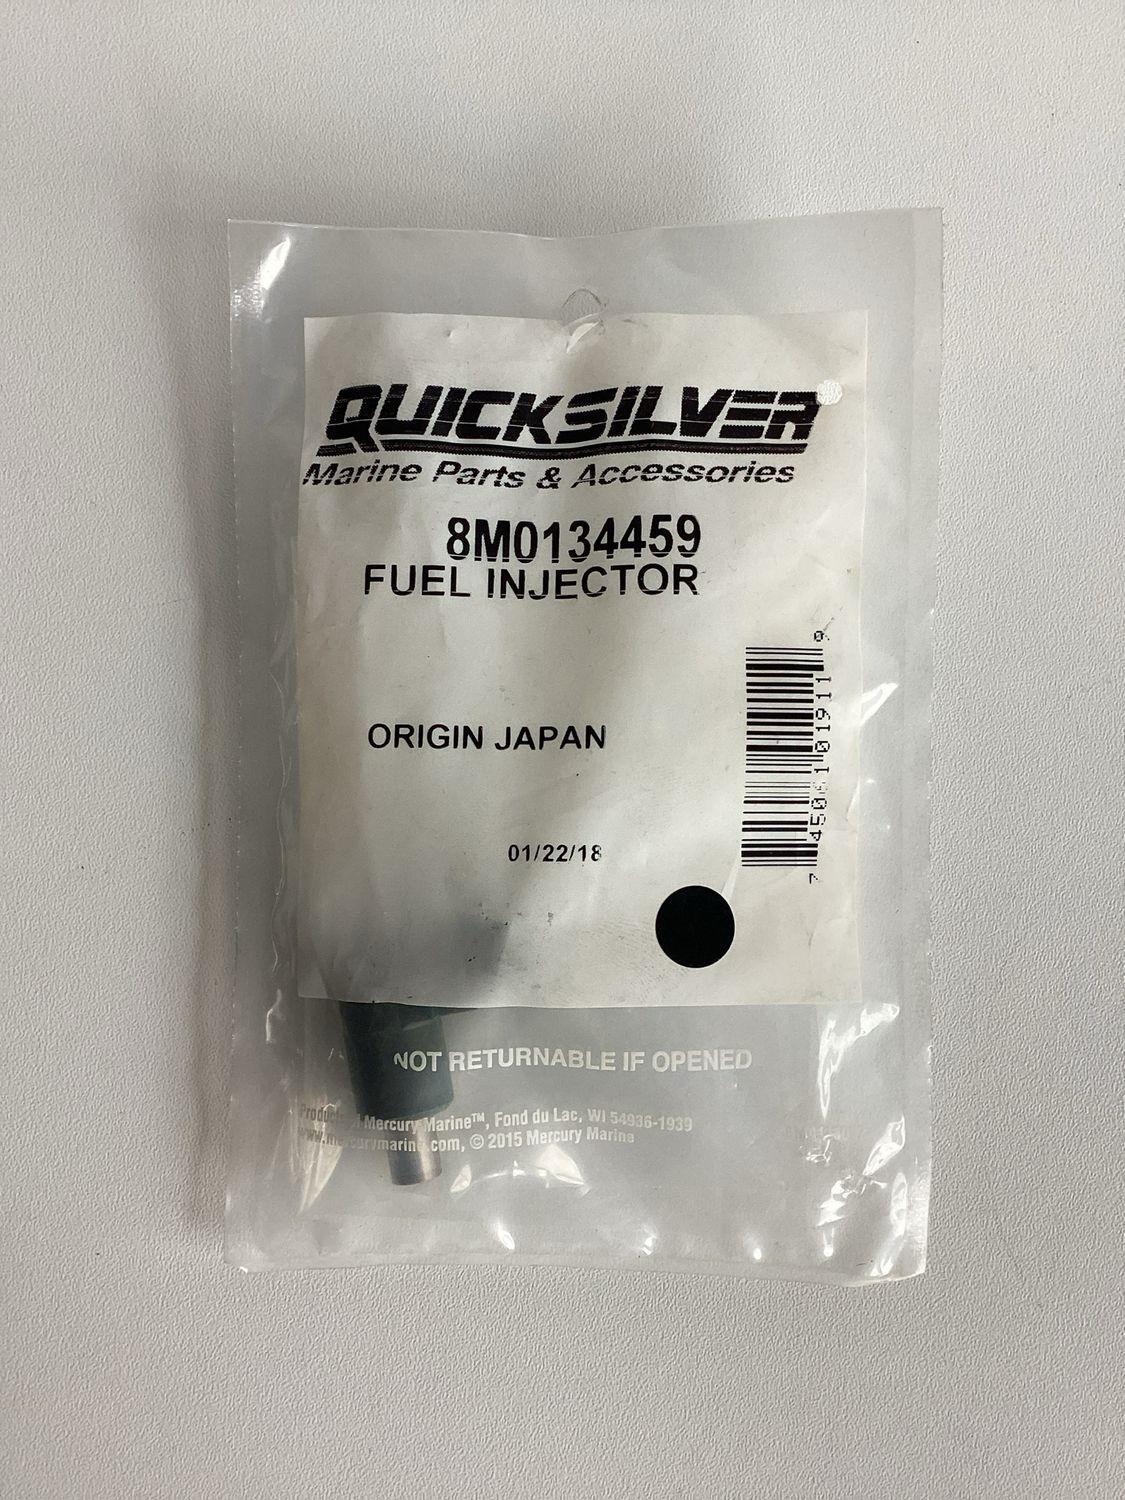 QUICKSILVER
Marine Parts & Accessories
8M0134459
FUEL INJECTOR
ORIGIN JAPAN
01/22/18
NOT RETURNABLE IF OPENED
Mercury Marine™, Fond du Lac, WI 54936-1939
© 2015 Mercury Marine